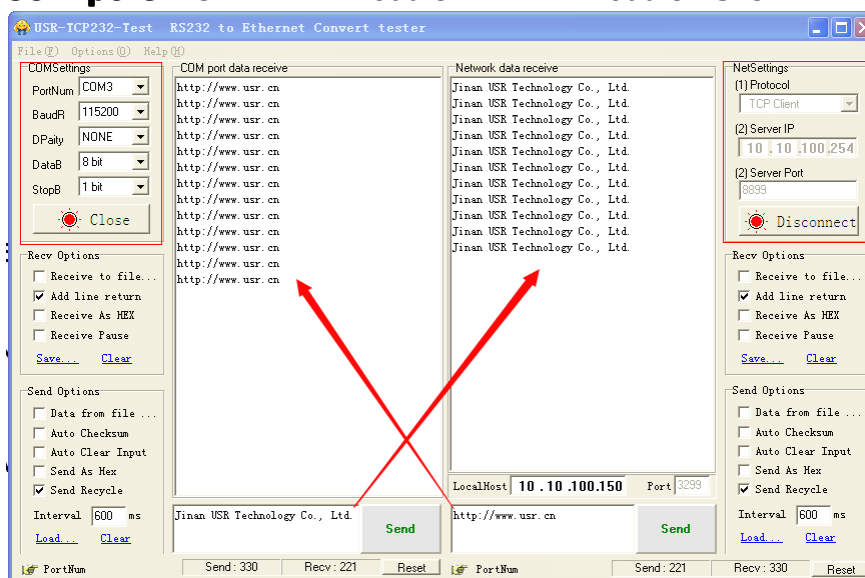 USR-TCP232-Test RS232 to Ethernet Convert tester
File(F) Options(O) Help(H)
COMSettings
PortNum COM3
BaudR 115200
DPaity NONE
DataB 8 bit
StopB 1 bit
Close
Recv Options
Receive to file...
Add line return
Receive As HEX
Receive Pause
Save... Clear
Send Options
Data from file ...
Auto Checksum
Auto Clear Input
Send As Hex
Send Recycle
Interval 600 ms
Load... Clear
PortNum
COM port data receive
http://www.usr.cn
http://www.usr.cn
http://www.usr.cn
http://www.usr.cn
http://www.usr.cn
http://www.usr.cn
http://www.usr.cn
http://www.usr.cn
http://www.usr.cn
http://www.usr.cn
http://www.usr.cn
http://www.usr.cn
http://www.usr.cn
Jinan USR Technology Co., Ltd.
Send
Send : 330 Recv : 221 Reset
Network data receive
Jinan USR Technology Co., Ltd.
Jinan USR Technology Co., Ltd.
Jinan USR Technology Co., Ltd.
Jinan USR Technology Co., Ltd.
Jinan USR Technology Co., Ltd.
Jinan USR Technology Co., Ltd.
Jinan USR Technology Co., Ltd.
Jinan USR Technology Co., Ltd.
Jinan USR Technology Co., Ltd.
Jinan USR Technology Co., Ltd.
Jinan USR Technology Co., Ltd.
LocalHost 10 .10 .100.150 Port 3299
http://www.usr.cn
Send
PortNum
Send : 221 Recv : 330 Reset
NetSettings
(1) Protocol
TCP Client
(2) Server IP
10 .10 .100.254
(2) Server Port
8899
Disconnect
Recv Options
Receive to file...
Add line return
Receive As HEX
Receive Pause
Save... Clear
Send Options
Data from file ...
Auto Checksum
Auto Clear Input
Send As Hex
Send Recycle
Interval 600 ms
Load... Clear